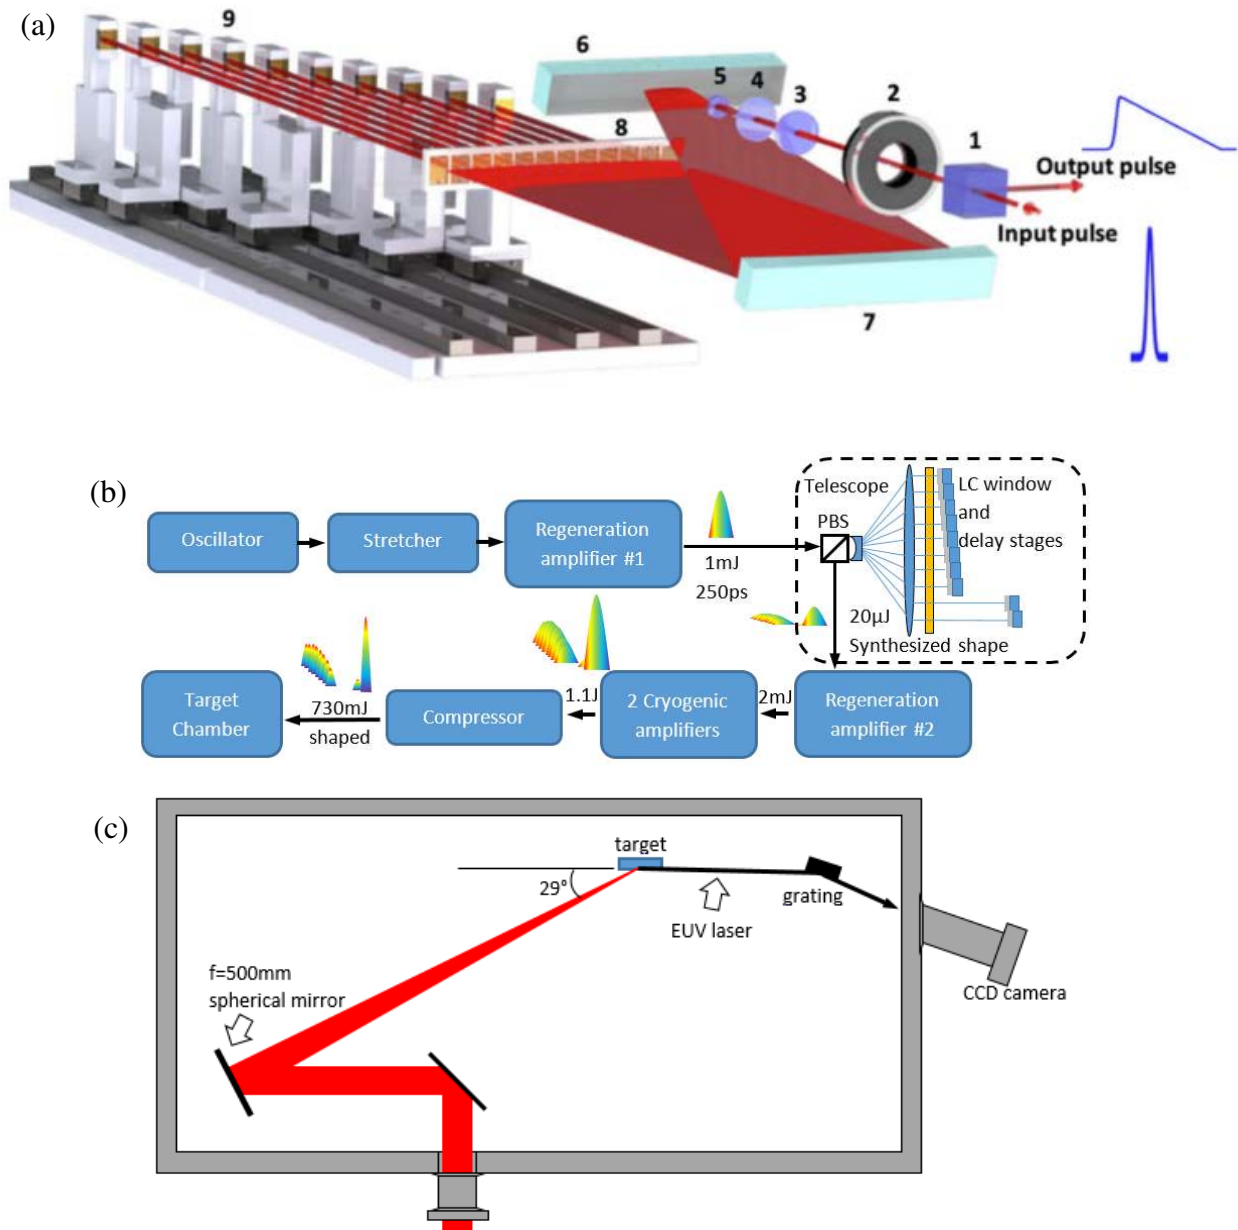 (a)
9
6
5
4
3
2
1
8
7
Output pulse
Input pulse
(b)
Oscillator
Stretcher
Regeneration
amplifier #1
1mJ
250ps
Telescope
PBS
LC window
and
delay stages
20μJ
Synthesized shape
Target
Chamber
730mJ
shaped
Compressor
1.1J
2 Cryogenic
amplifiers
2mJ
Regeneration
amplifier #2
(c)
target
29°
grating
EUV laser
f=500mm
spherical mirror
CCD camera